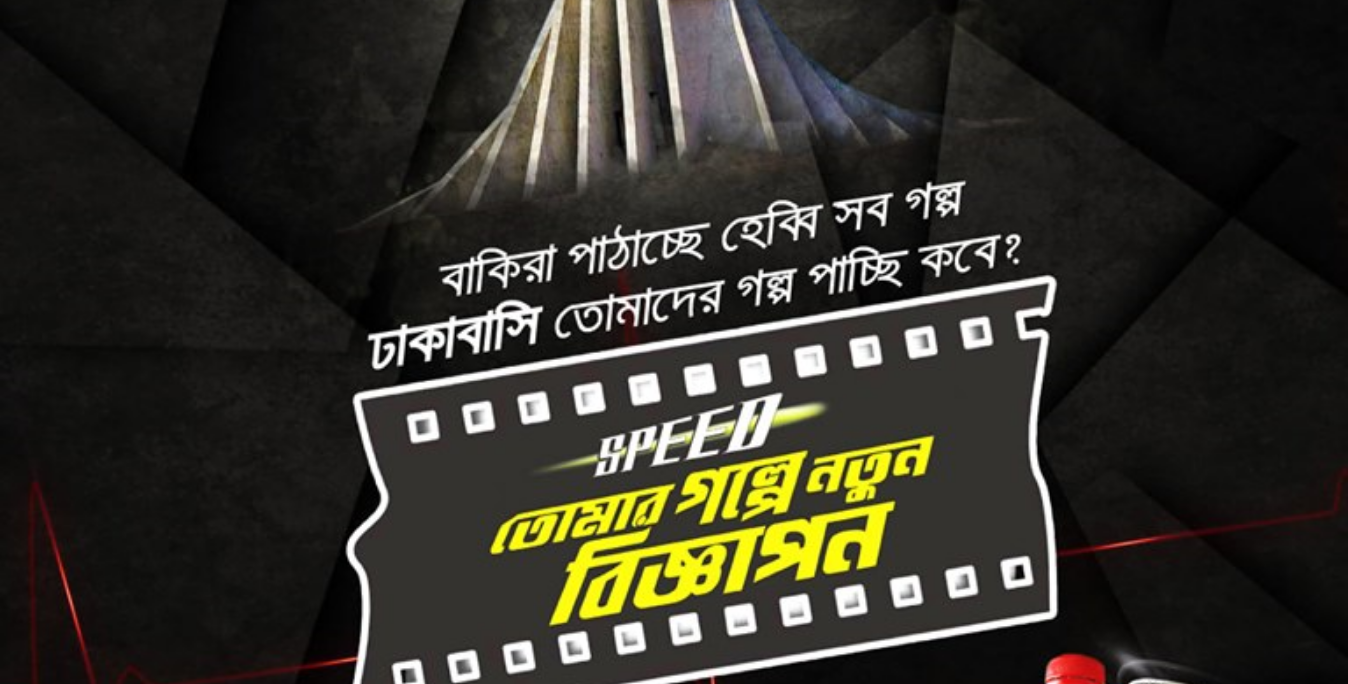 বাকিরা পাঠাচ্ছে হেব্বি সব গল্প
ঢাকাবাসি তোমাদের গল্প পাচ্ছি কবে?
SPEED
তোমার গল্পে নতুন
বিজ্ঞাপন